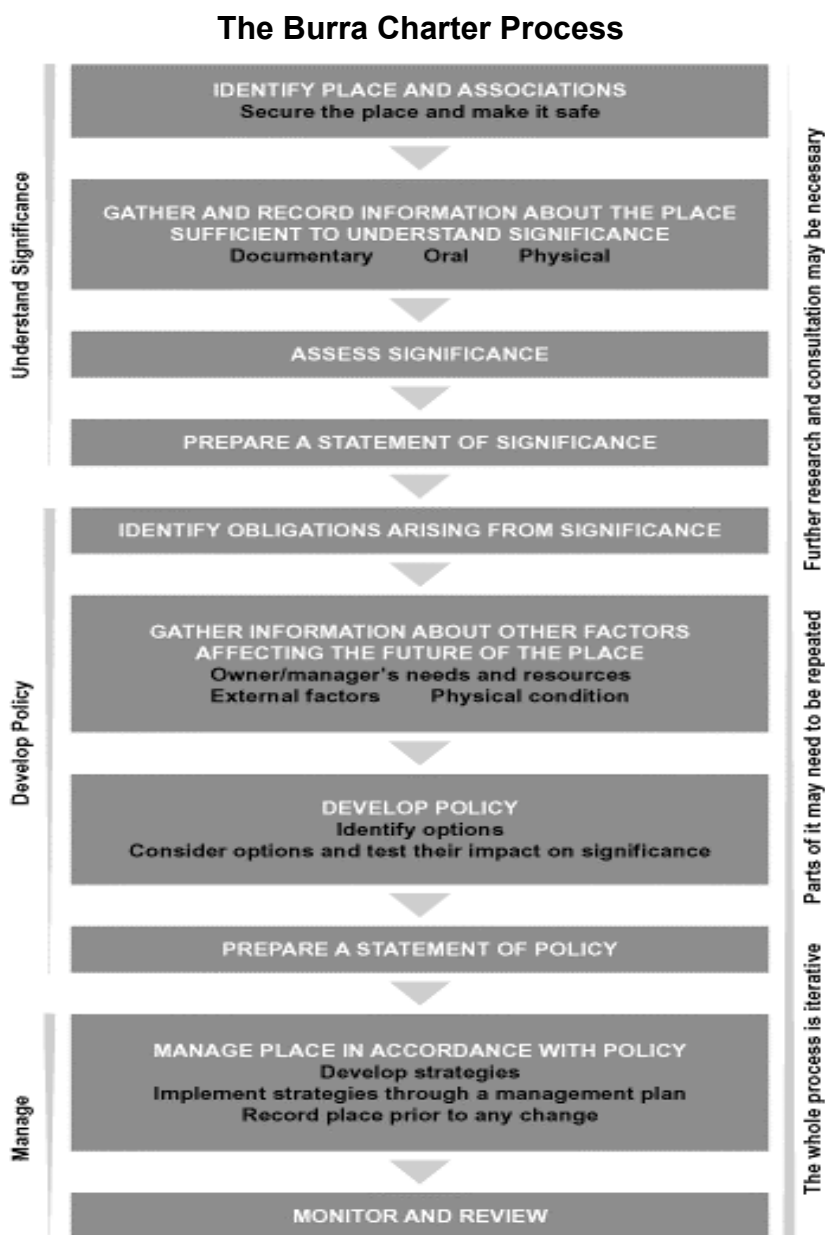 The Burra Charter Process
Understand Significance
IDENTIFY PLACE AND ASSOCIATIONS
Secure the place and make it safe
GATHER AND RECORD INFORMATION ABOUT THE PLACE
SUFFICIENT TO UNDERSTAND SIGNIFICANCE
Documentary Oral Physical
ASSESS SIGNIFICANCE
PREPARE A STATEMENT OF SIGNIFICANCE
Develop Policy
IDENTIFY OBLIGATIONS ARISING FROM SIGNIFICANCE
GATHER INFORMATION ABOUT OTHER FACTORS
AFFECTING THE FUTURE OF THE PLACE
Owner/manager's needs and resources
External factors Physical condition
DEVELOP POLICY
Identify options
Consider options and test their impact on significance
PREPARE A STATEMENT OF POLICY
Manage
MANAGE PLACE IN ACCORDANCE WITH POLICY
Develop strategies
Implement strategies through a management plan
Record place prior to any change
MONITOR AND REVIEW
The whole process is iterative Parts of it may need to be repeated Further research and consultation may be necessary